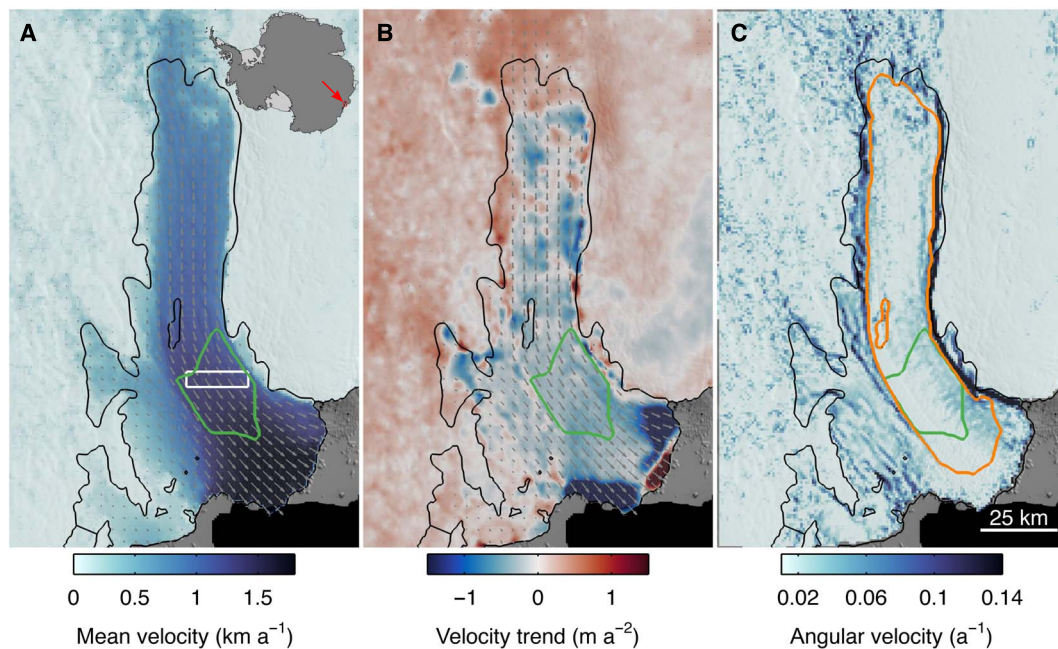 A
B
C
25 km
0 0.5 1 1.5
Mean velocity (km a⁻¹)
−1 0 1
Velocity trend (m a⁻²)
0.02 0.06 0.1 0.14
Angular velocity (a⁻¹)